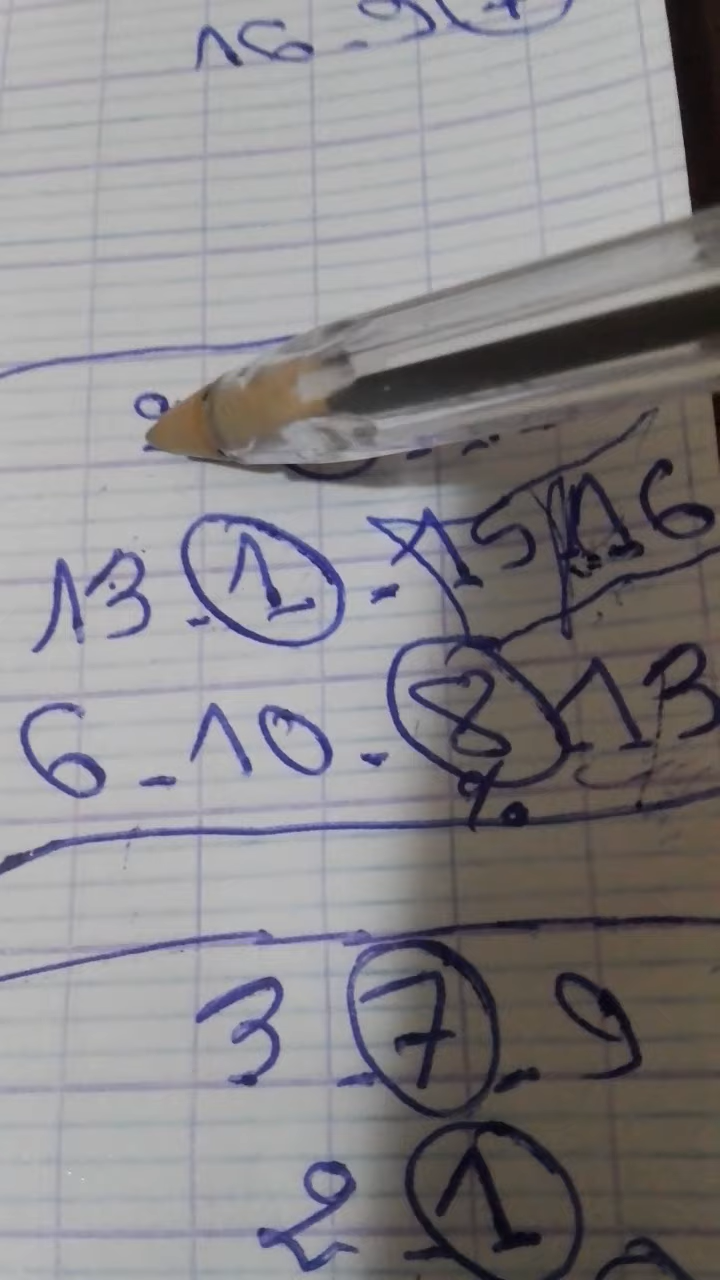 16 - 9
13 - 1 - 15 16
6 - 10 - 8 13
%
3 - 7 - 9
2 - 1